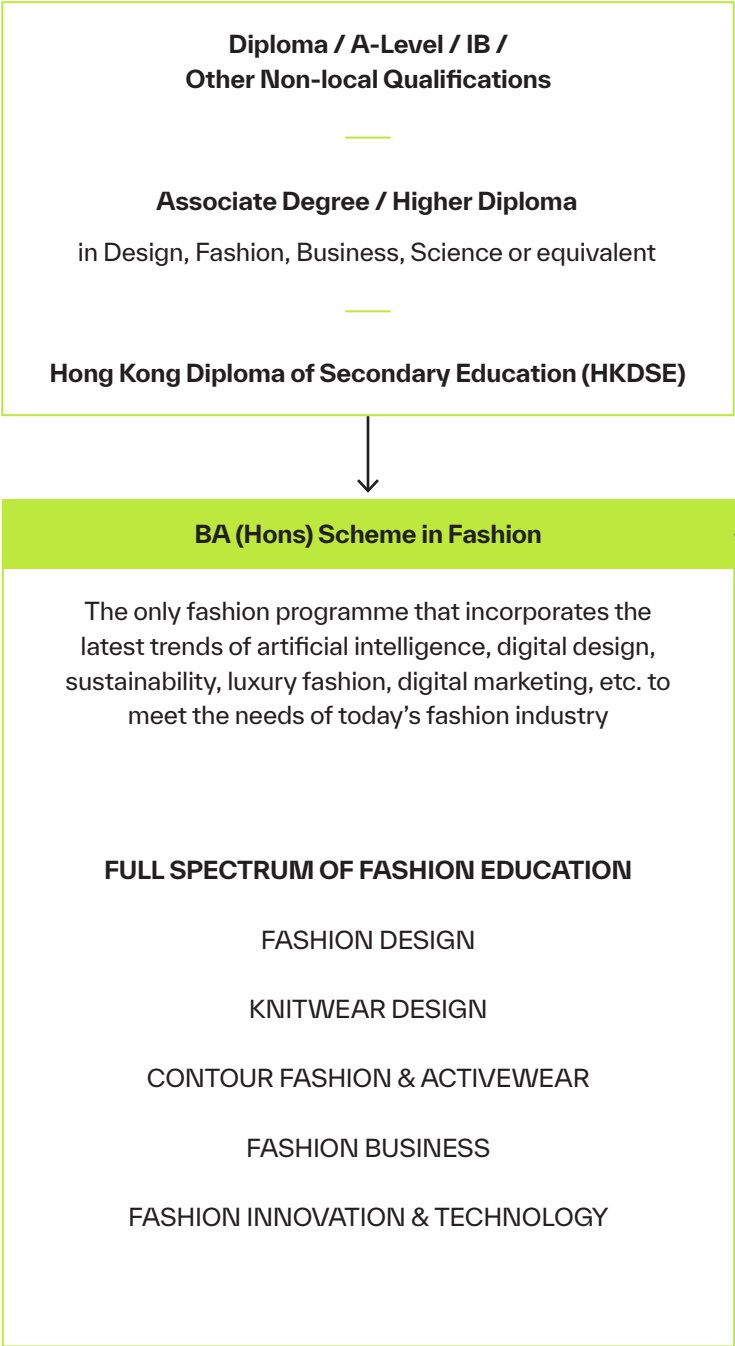 Diploma / A-Level / IB /
Other Non-local Qualifications
Associate Degree / Higher Diploma
in Design, Fashion, Business, Science or equivalent
Hong Kong Diploma of Secondary Education (HKDSE)
BA (Hons) Scheme in Fashion
The only fashion programme that incorporates the
latest trends of artificial intelligence, digital design,
sustainability, luxury fashion, digital marketing, etc. to
meet the needs of today’s fashion industry
FULL SPECTRUM OF FASHION EDUCATION
FASHION DESIGN
KNITWEAR DESIGN
CONTOUR FASHION & ACTIVEWEAR
FASHION BUSINESS
FASHION INNOVATION & TECHNOLOGY